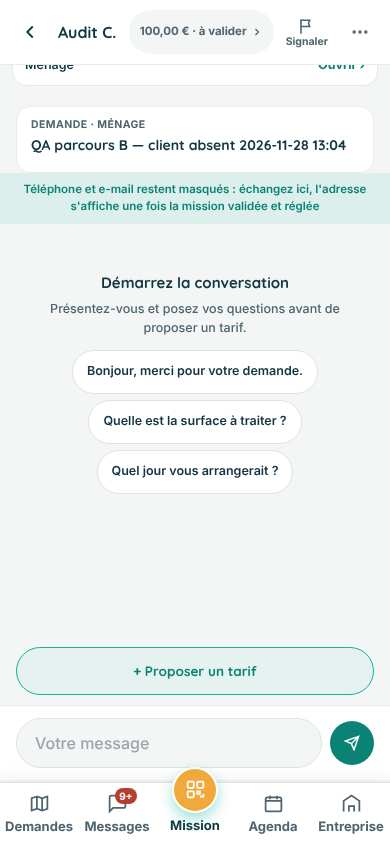 Audit C.
100,00 € · à valider ›
Signaler
Ménage
Ouvrir ›
DEMANDE · MÉNAGE
QA parcours B — client absent 2026-11-28 13:04
Téléphone et e-mail restent masqués : échangez ici, l'adresse
s'affiche une fois la mission validée et réglée
Démarrez la conversation
Présentez-vous et posez vos questions avant de
proposer un tarif.
Bonjour, merci pour votre demande.
Quelle est la surface à traiter ?
Quel jour vous arrangerait ?
+ Proposer un tarif
Votre message
9+
Demandes
Messages
Mission
Agenda
Entreprise